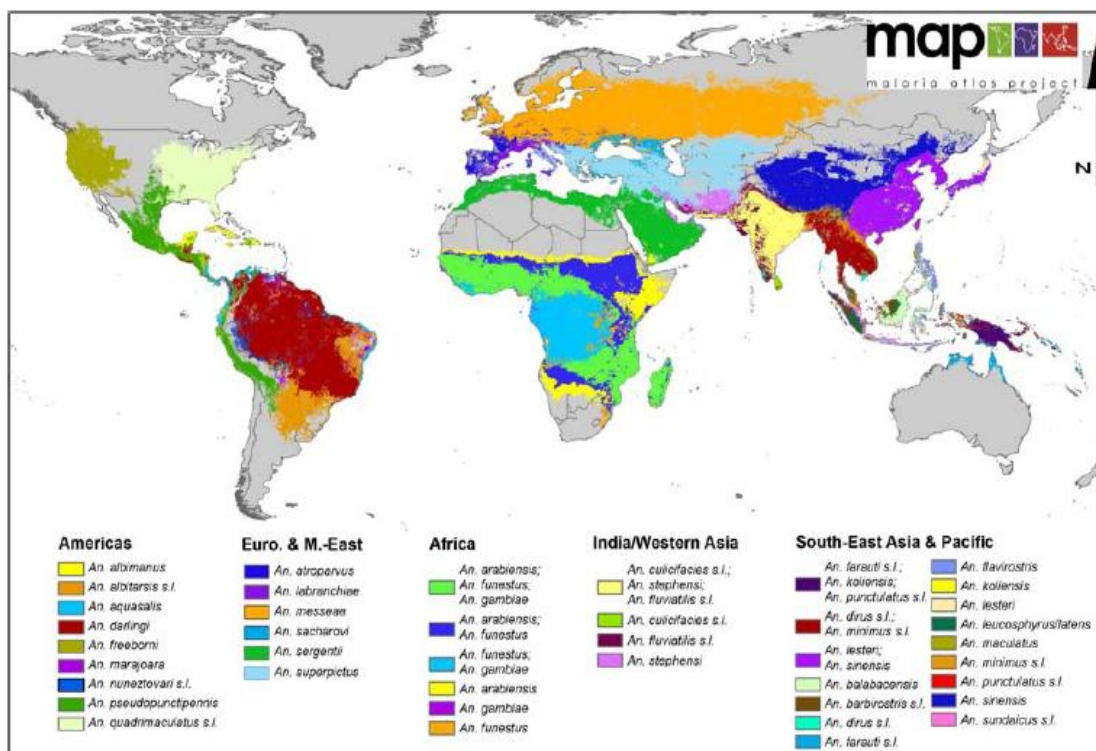 map
malaria atlas project
N
Americas
An. albimanus
An. albitarsis s.l.
An. aquasalis
An. darlingi
An. freeborni
An. marajoara
An. nuneztovari s.l.
An. pseudopunctipennis
An. quadrimaculatus s.l.
Euro. & M.-East
An. atroparvus
An. labranchiae
An. messeae
An. sacharovi
An. sergentii
An. superpictus
Africa
An. arabiensis;
An. funestus;
An. gambiae
An. arabiensis;
An. funestus
An. funestus;
An. gambiae
An. arabiensis
An. gambiae
An. funestus
India/Western Asia
An. culicifacies s.l.;
An. stephensi;
An. fluviatilis s.l.
An. culicifacies s.l.
An. fluviatilis s.l.
An. stephensi
South-East Asia & Pacific
An. farauti s.l.;
An. koliensis;
An. punctulatus s.l.
An. dirus s.l.;
An. minimus s.l.
An. lesteri;
An. sinensis
An. balabacensis
An. barbirostris s.l.
An. dirus s.l.
An. farauti s.l.
An. flavirostris
An. koliensis
An. lesteri
An. leucosphyrus/latens
An. maculatus
An. minimus s.l.
An. punctulatus s.l.
An. sinensis
An. sundaicus s.l.